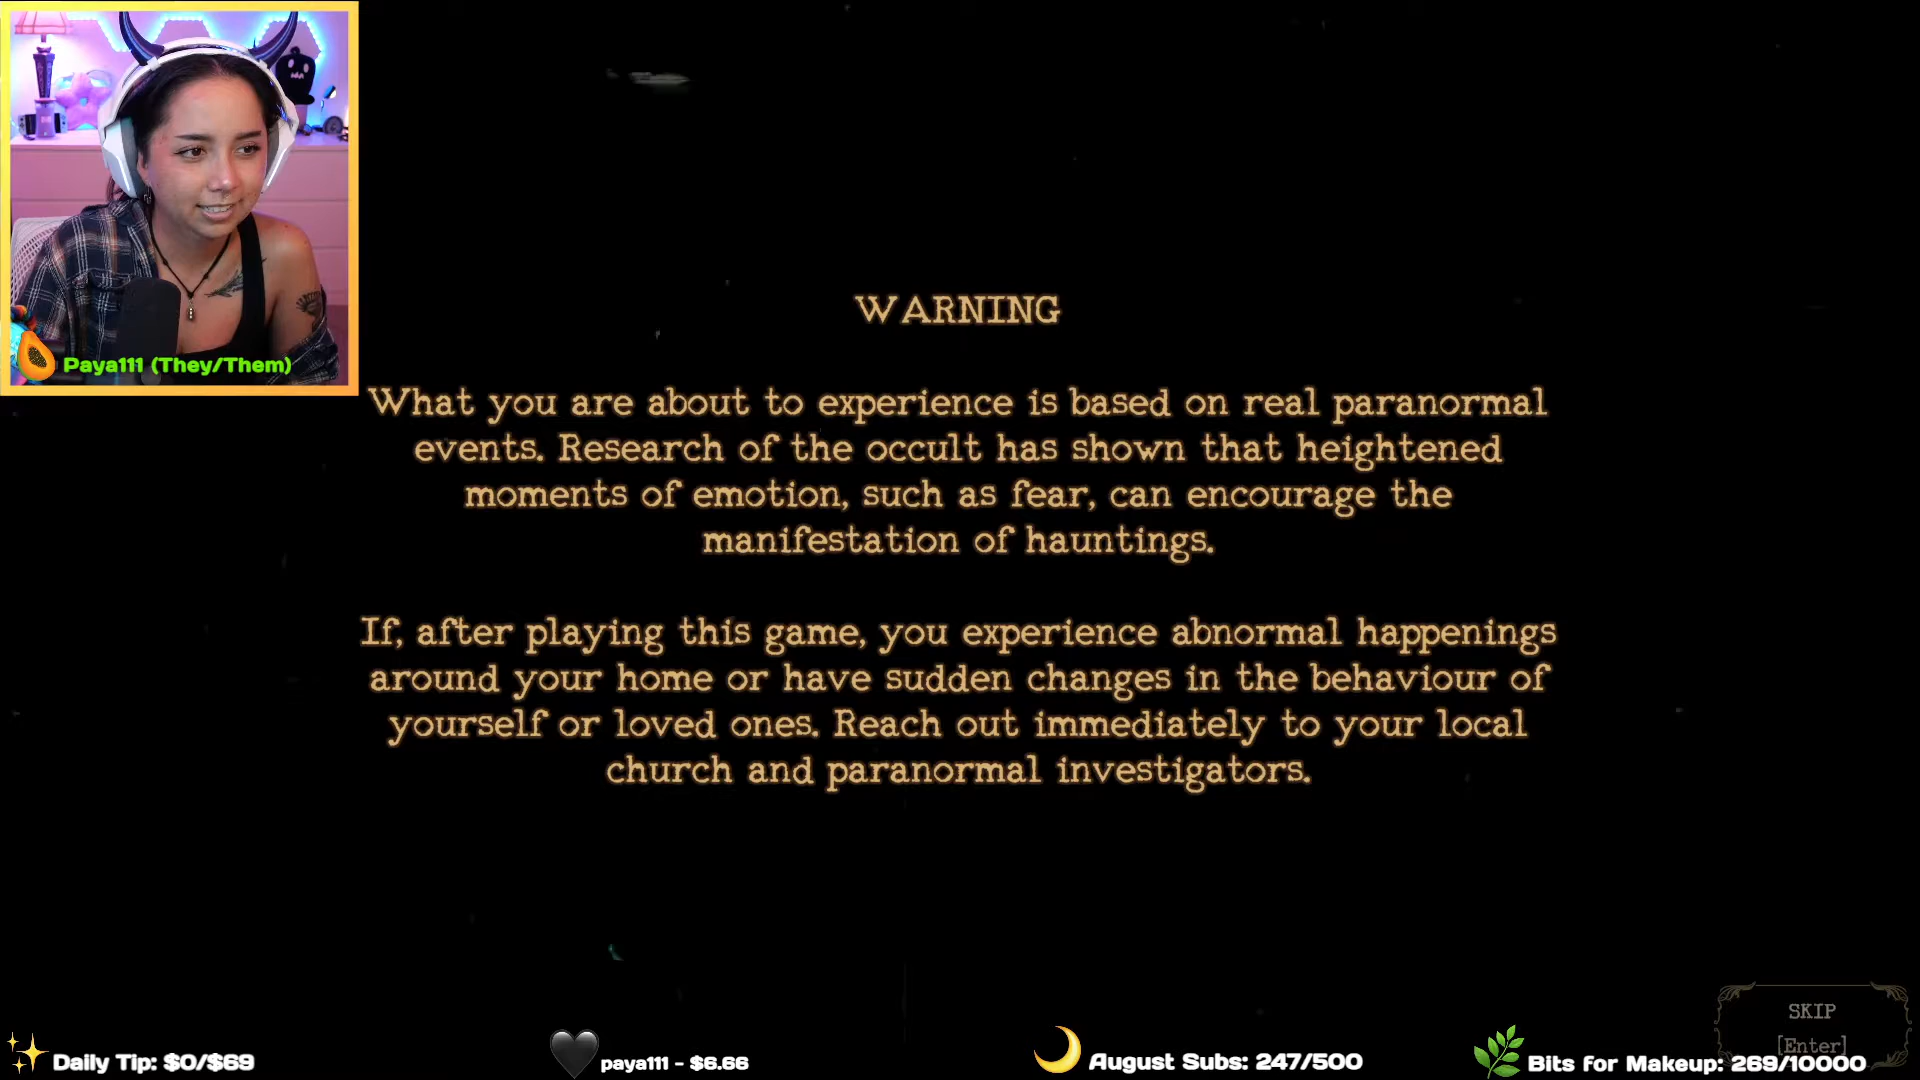 Paya111 (They/Them)
WARNING
What you are about to experience is based on real paranormal
events. Research of the occult has shown that heightened
moments of emotion, such as fear, can encourage the
manifestation of hauntings.
If, after playing this game, you experience abnormal happenings
around your home or have sudden changes in the behaviour of
yourself or loved ones. Reach out immediately to your local
church and paranormal investigators.
SKIP
[Enter]
Daily Tip: $0/$69
paya111 - $6.66
August Subs: 247/500
Bits for Makeup: 269/10000